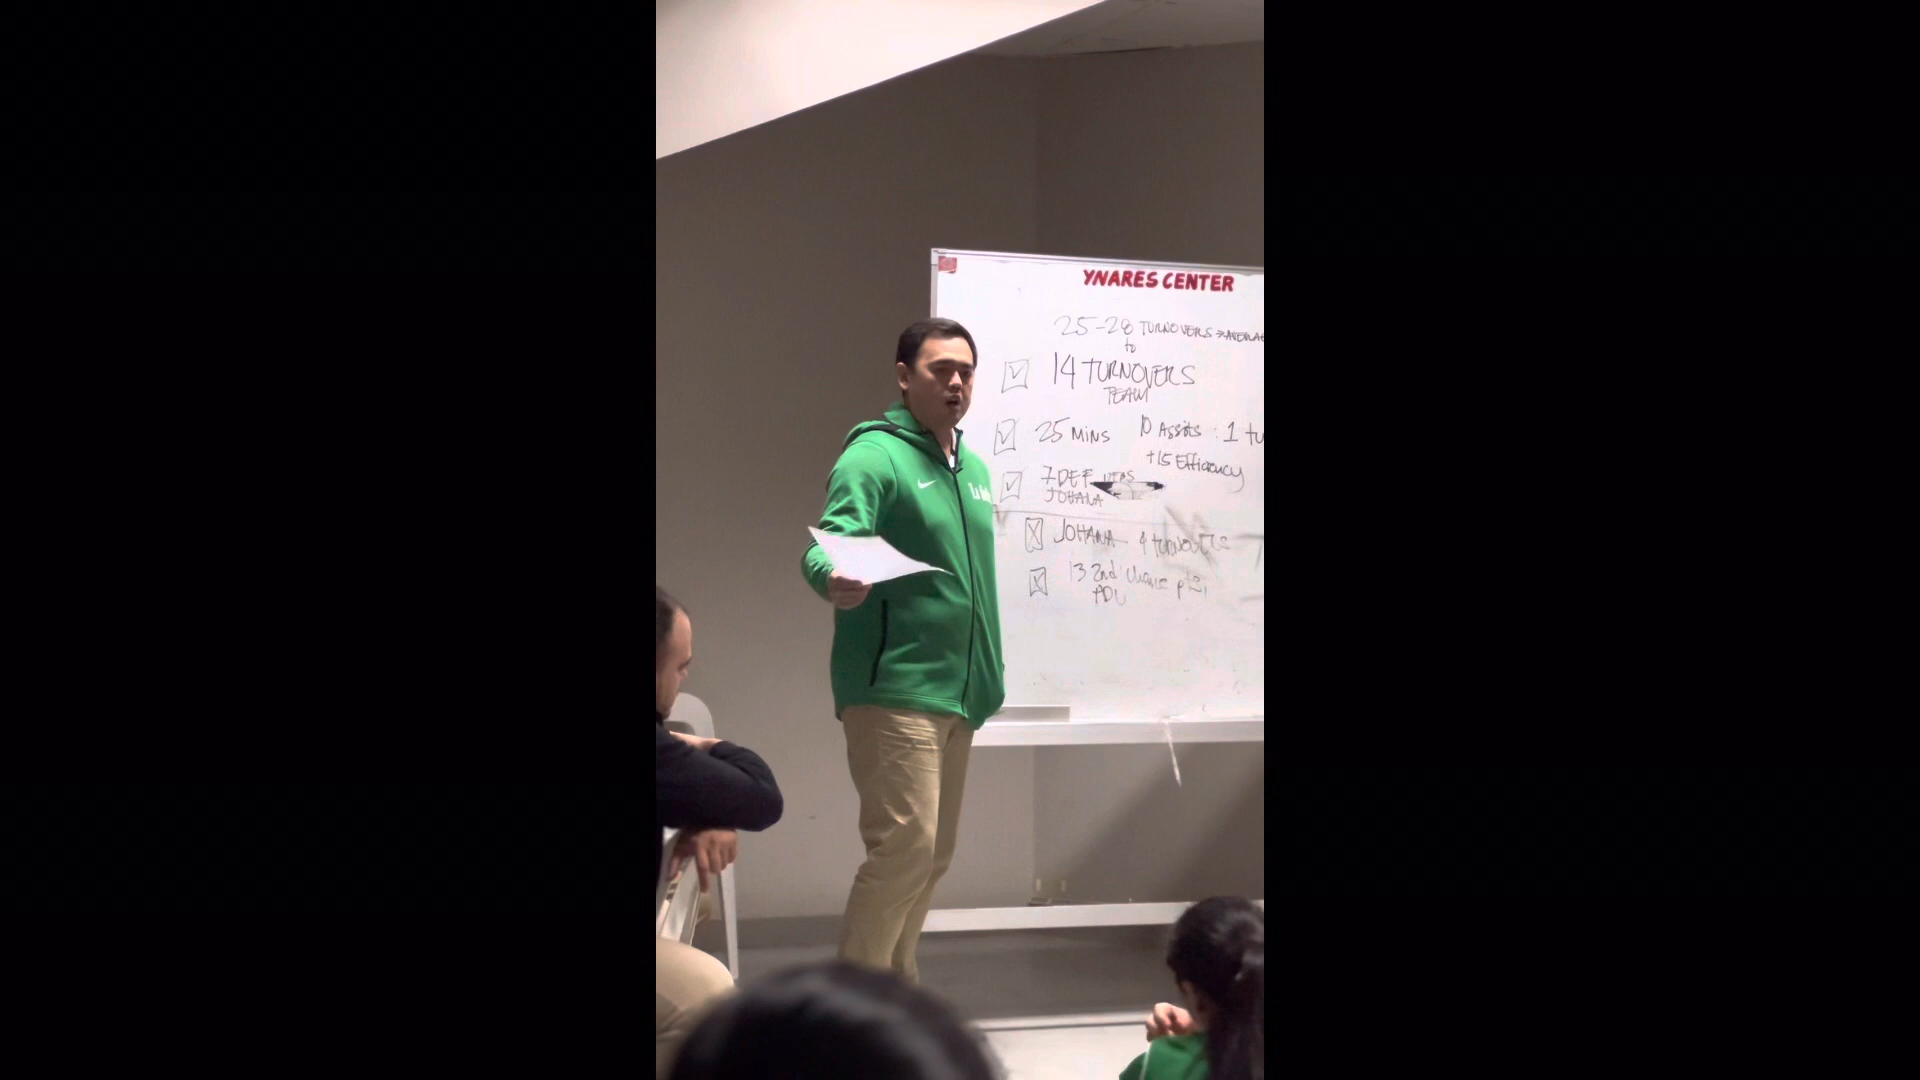 YNARES CENTER
25-28 TURNOVERS →
to
14 TURNOVERS
TEAM
25 MINS 10 Assists : 1
+15 Efficiency
7 DEF
JOHANA
JOHANA 4 turnovers
13 2nd chance pts
ADU